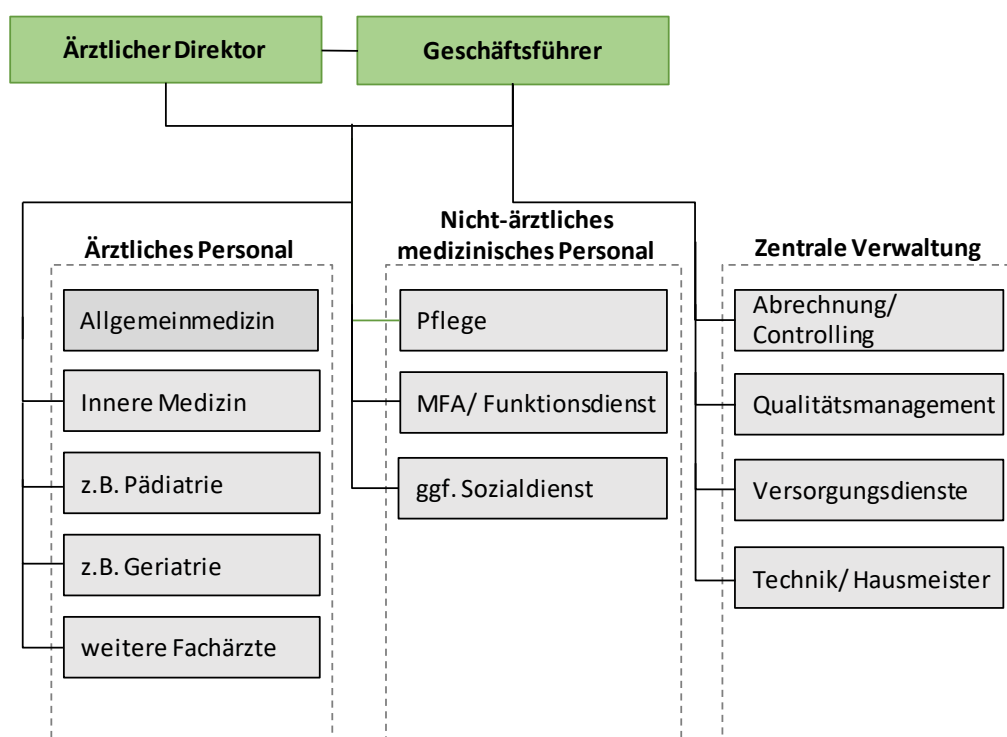 Ärztlicher Direktor
Geschäftsführer
Ärztliches Personal
Allgemeinmedizin
Innere Medizin
z.B. Pädiatrie
z.B. Geriatrie
weitere Fachärzte
Nicht-ärztliches
medizinisches Personal
Pflege
MFA/ Funktionsdienst
ggf. Sozialdienst
Zentrale Verwaltung
Abrechnung/
Controlling
Qualitätsmanagement
Versorgungsdienste
Technik/ Hausmeister